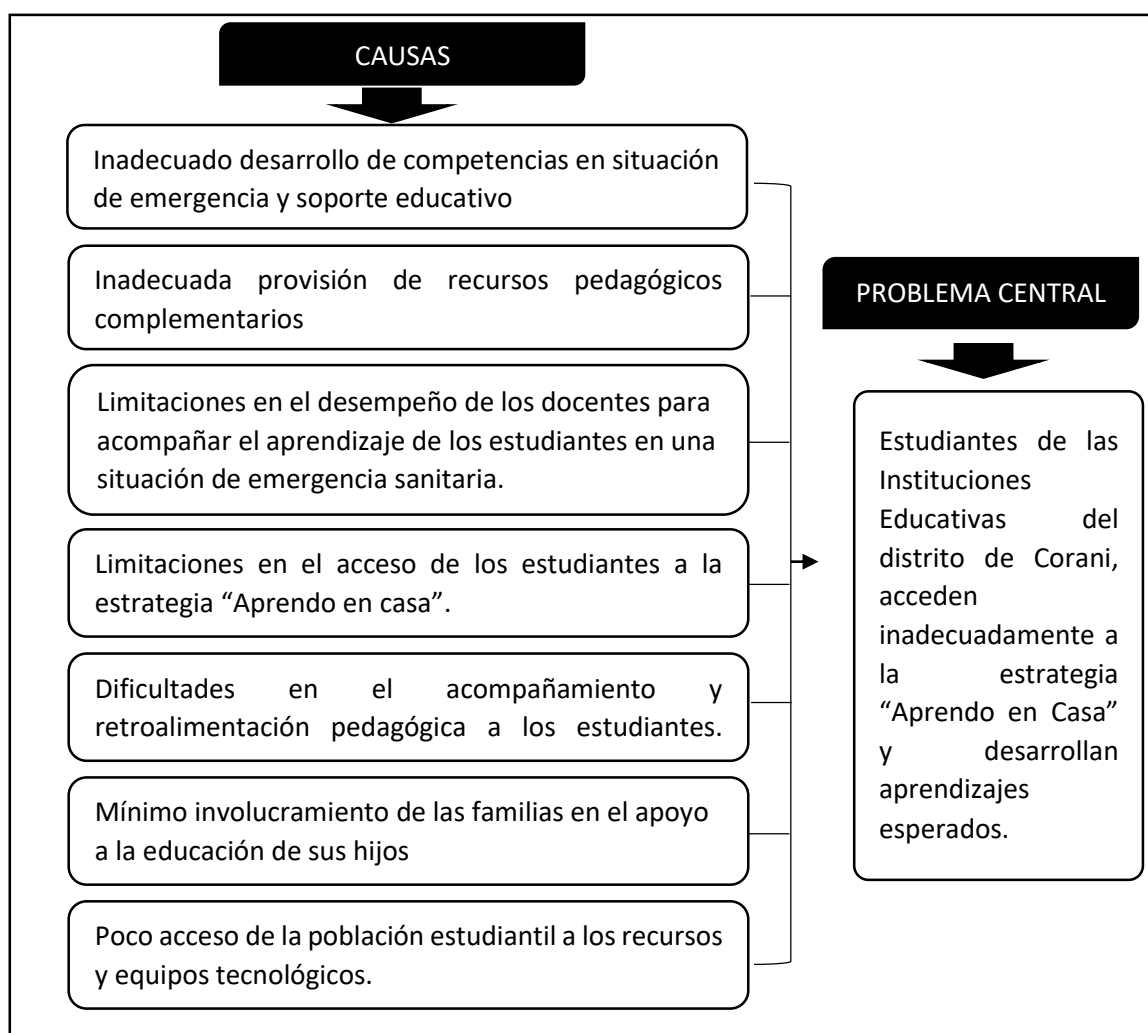 CAUSAS
Inadecuado desarrollo de competencias en situación
de emergencia y soporte educativo
Inadecuada provisión de recursos pedagógicos
complementarios
Limitaciones en el desempeño de los docentes para
acompañar el aprendizaje de los estudiantes en una
situación de emergencia sanitaria.
Limitaciones en el acceso de los estudiantes a la
estrategia “Aprendo en casa”.
Dificultades en el acompañamiento y
retroalimentación pedagógica a los estudiantes.
Mínimo involucramiento de las familias en el apoyo
a la educación de sus hijos
Poco acceso de la población estudiantil a los recursos
y equipos tecnológicos.
PROBLEMA CENTRAL
Estudiantes de las
Instituciones
Educativas del
distrito de Corani,
acceden
inadecuadamente a
la estrategia
“Aprendo en Casa”
y desarrollan
aprendizajes
esperados.